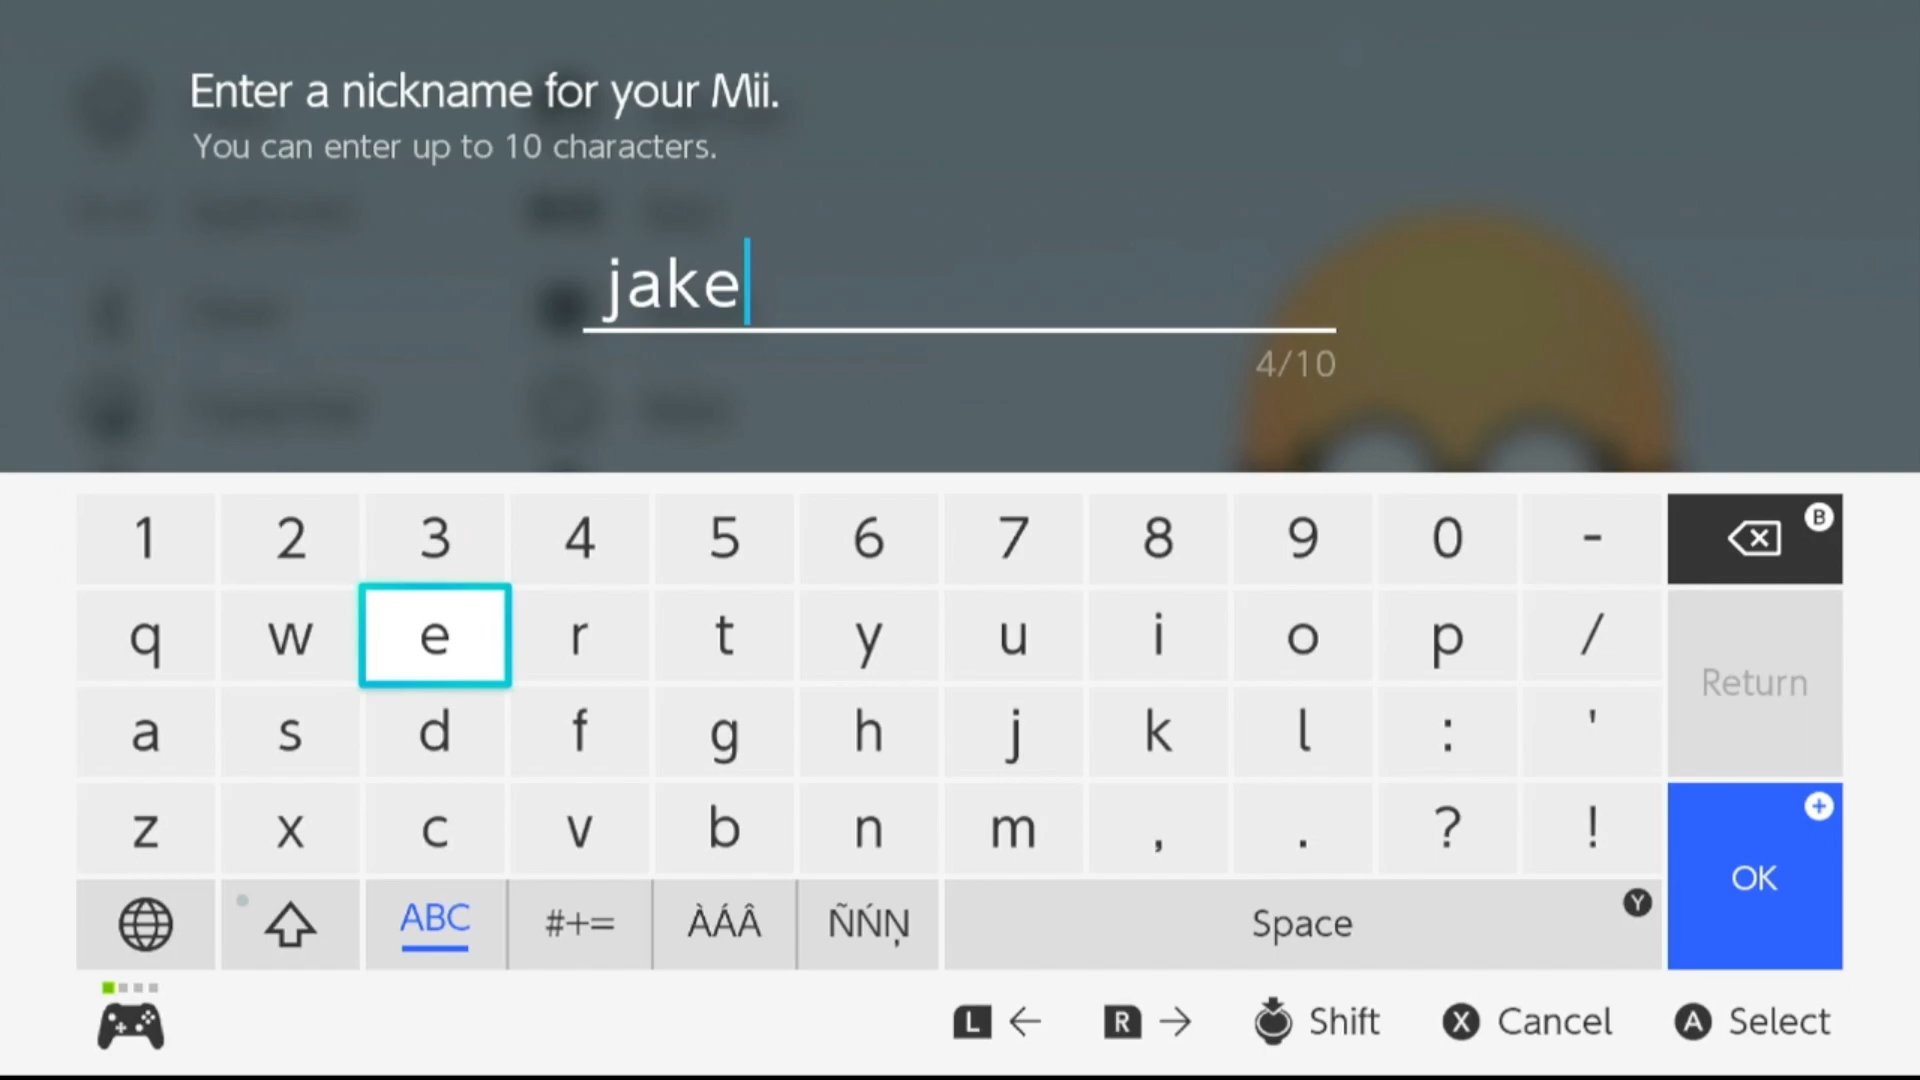 Enter a nickname for your Mii.
You can enter up to 10 characters.
jake
4/10
1 2 3 4 5 6 7 8 9 0 - B
q w e r t y u i o p /
Return
a s d f g h j k l : '
z x c v b n m , . ? ! + OK
ABC #+= ÀÁÂ ÑŃŅ Space Y
L ← R → Shift X Cancel A Select